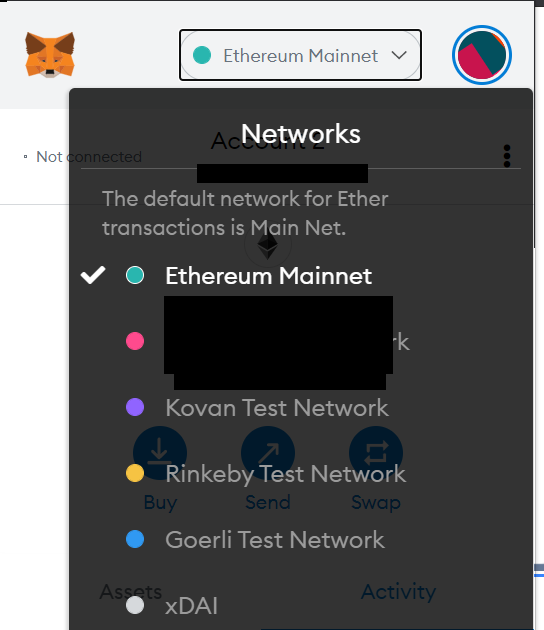 Ethereum Mainnet
Networks
Account 2
Not connected
The default network for Ether
transactions is Main Net.
Ethereum Mainnet
rk
Kovan Test Network
Rinkeby Test Network
Buy
Send
Swap
Goerli Test Network
Assets
Activity
xDAI